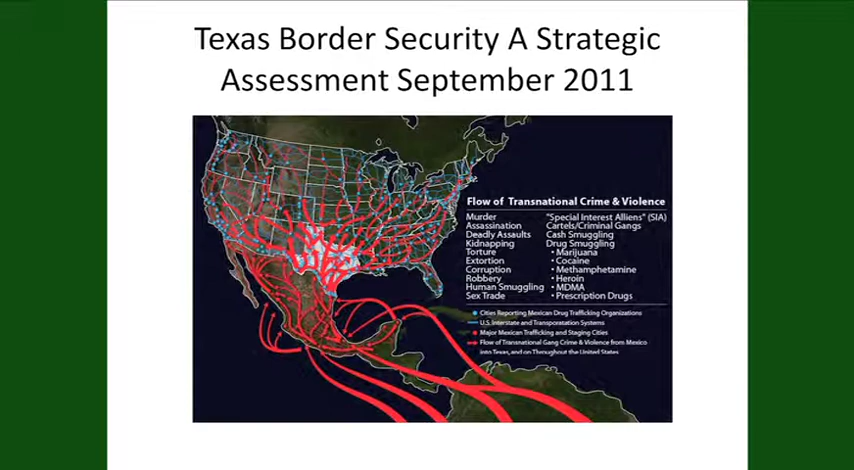 Texas Border Security A Strategic
Assessment September 2011
Flow of Transnational Crime & Violence
Murder
Assassination
Deadly Assaults
Kidnapping
Torture
Extortion
Corruption
Robbery
Human Smuggling
Sex Trade
"Special Interest Alliens" (SIA)
Cartels/Criminal Gangs
Cash Smuggling
Drug Smuggling
• Marijuana
• Cocaine
• Methamphetamine
• Heroin
• MDMA
• Prescription Drugs
Cities Reporting Mexican Drug Trafficking Organizations
U.S. Interstate and Transporatation Systems
Major Mexican Trafficking and Staging Cities
Flow of Transnational Gang Crime & Violence from Mexico
into Texas, and on Throughout the United States